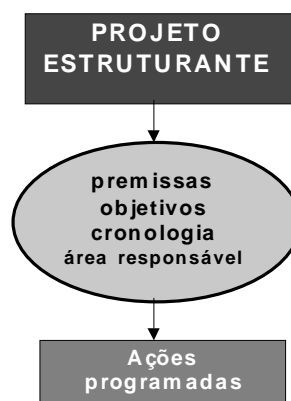 PROJETO
ESTRUTURANTE
premissas
objetivos
cronologia
área responsável
Ações
programadas